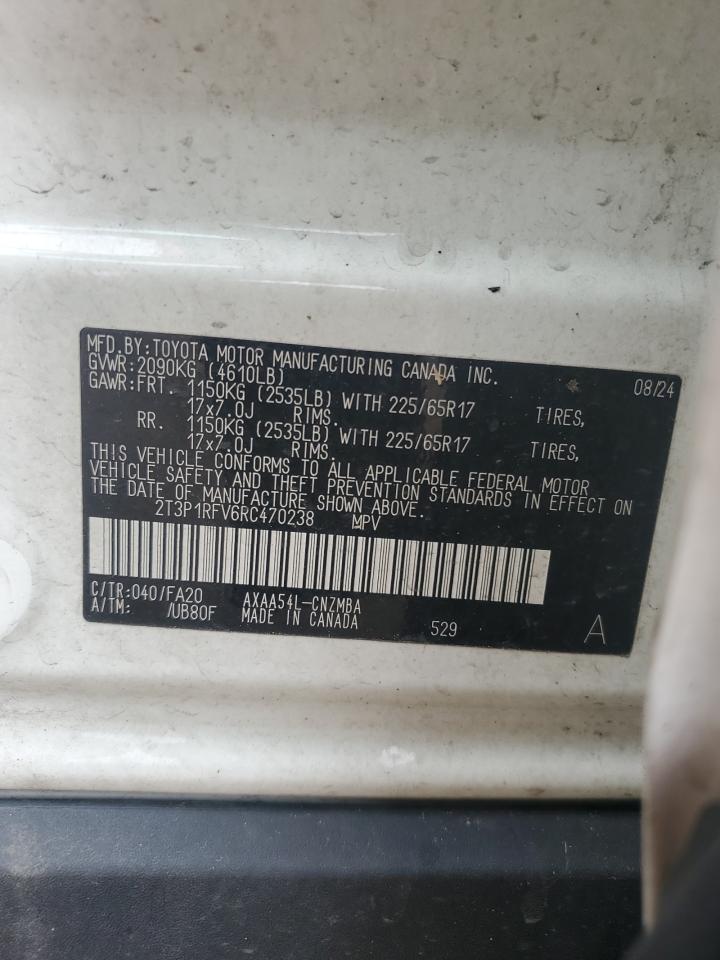 MFD.BY:TOYOTA MOTOR MANUFACTURING CANADA INC. 08/24
GVWR:2090KG (4610LB)
GAWR:FRT. 1150KG (2535LB) WITH 225/65R17 TIRES,
17x7.0J RIMS.
RR. 1150KG (2535LB) WITH 225/65R17 TIRES,
17x7.0J RIMS.
THIS VEHICLE CONFORMS TO ALL APPLICABLE FEDERAL MOTOR
VEHICLE SAFETY AND THEFT PREVENTION STANDARDS IN EFFECT ON
THE DATE OF MANUFACTURE SHOWN ABOVE.
2T3P1RFV6RC470238 MPV
C/TR:040/FA20 AXAA54L-CNZMBA
A/TM: /UB80F MADE IN CANADA 529 A